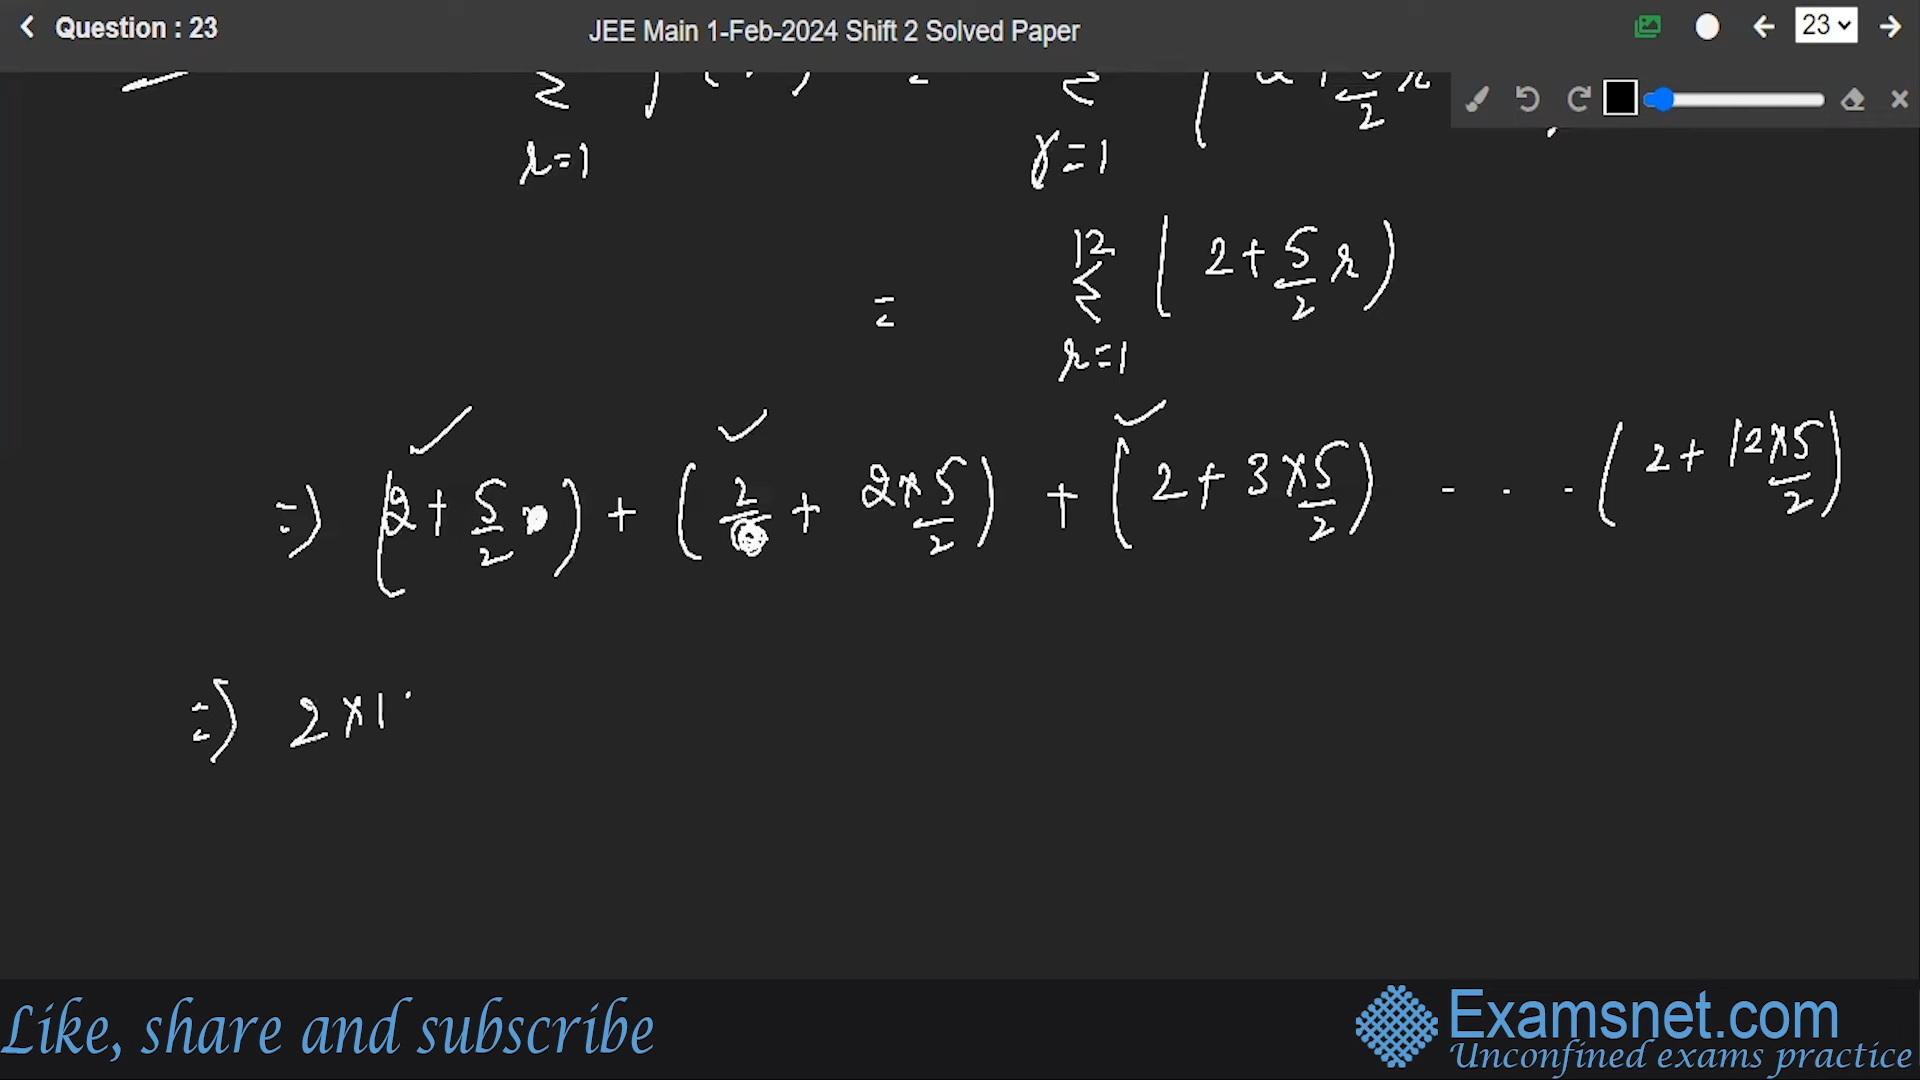 Question : 23
JEE Main 1-Feb-2024 Shift 2 Solved Paper
23
r=1 r=1
= 12 Σ r=1 (2 + 5/2 r)
⇒ (2 + 5/2) + (2 + 2×5/2) + (2 + 3×5/2) - - - (2 + 12×5/2)
⇒ 2×1
Like, share and subscribe
Examsnet.com
Unconfined exams practice